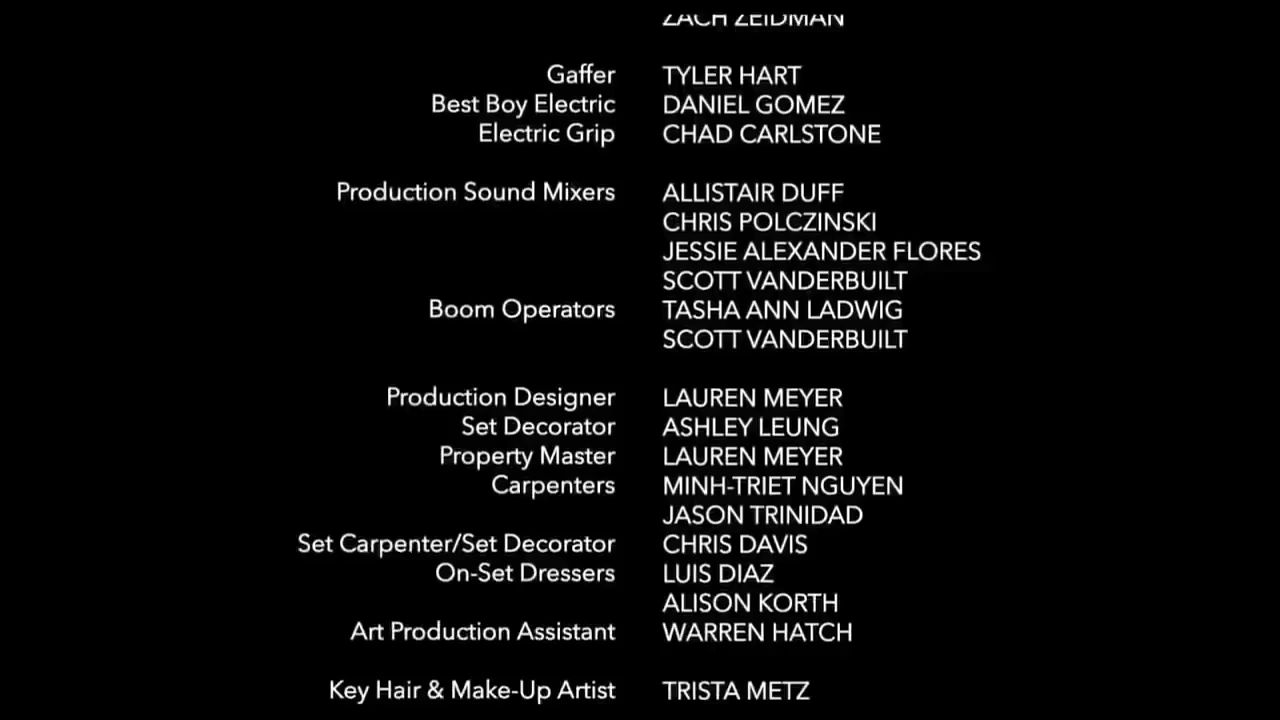 ZACH ZEIDMAN
Gaffer TYLER HART
Best Boy Electric DANIEL GOMEZ
Electric Grip CHAD CARLSTONE
Production Sound Mixers ALLISTAIR DUFF
CHRIS POLCZINSKI
JESSIE ALEXANDER FLORES
SCOTT VANDERBUILT
Boom Operators TASHA ANN LADWIG
SCOTT VANDERBUILT
Production Designer LAUREN MEYER
Set Decorator ASHLEY LEUNG
Property Master LAUREN MEYER
Carpenters MINH-TRIET NGUYEN
JASON TRINIDAD
Set Carpenter/Set Decorator CHRIS DAVIS
On-Set Dressers LUIS DIAZ
ALISON KORTH
Art Production Assistant WARREN HATCH
Key Hair & Make-Up Artist TRISTA METZ